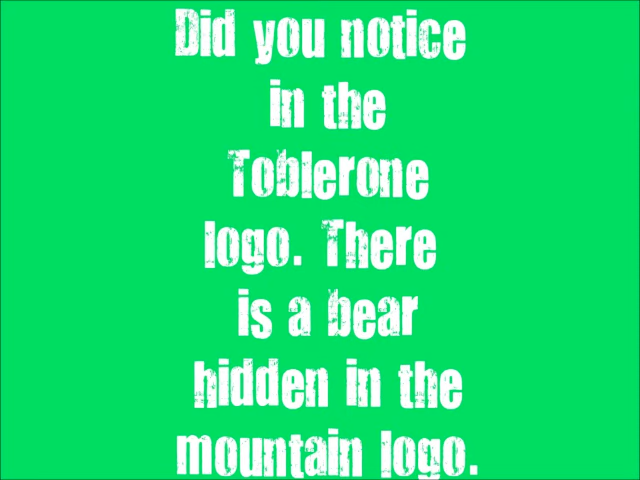 Did you notice
in the
Toblerone
logo. There
is a bear
hidden in the
mountain logo.